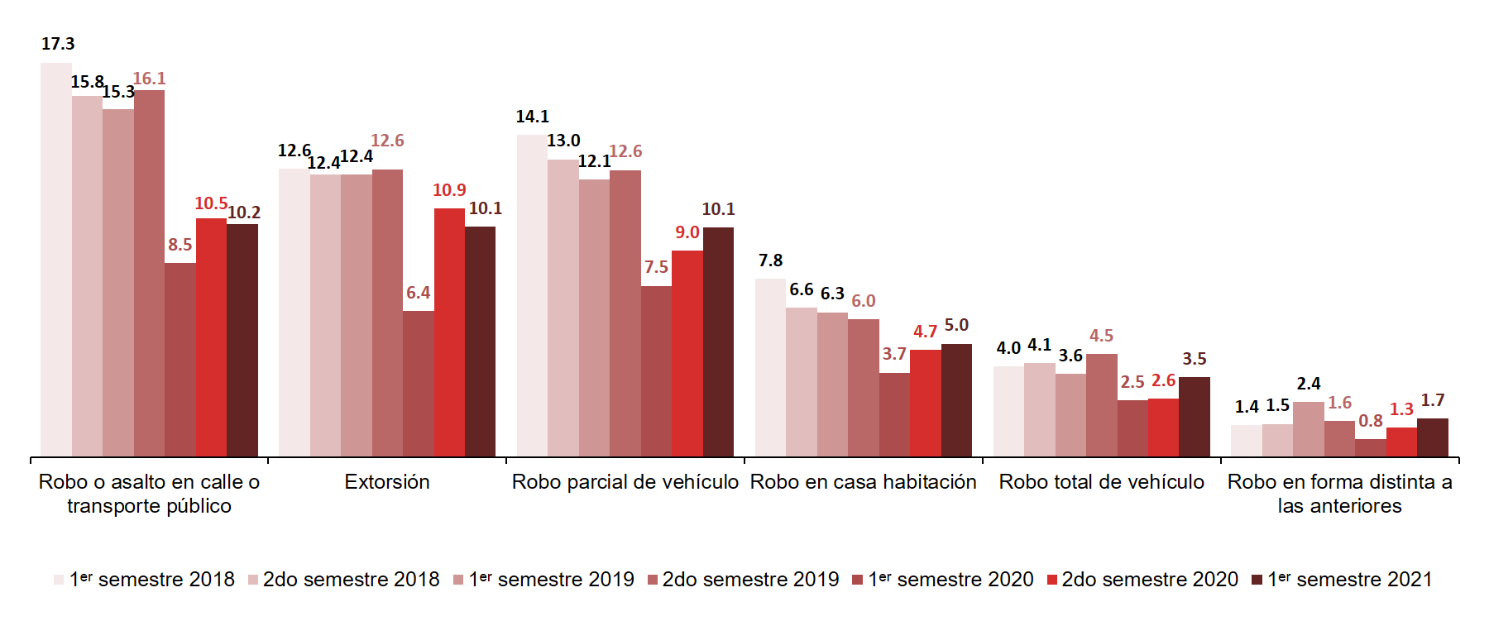 17.3
15.8
15.3
16.1
8.5
10.5
10.2
12.6
12.4
12.4
12.6
6.4
10.9
10.1
14.1
13.0
12.1
12.6
7.5
9.0
10.1
7.8
6.6
6.3
6.0
3.7
4.7
5.0
4.0
4.1
3.6
4.5
2.5
2.6
3.5
1.4
1.5
2.4
1.6
0.8
1.3
1.7
Robo o asalto en calle o
transporte público
Extorsión
Robo parcial de vehículo
Robo en casa habitación
Robo total de vehículo
Robo en forma distinta a
las anteriores
1er semestre 2018
2do semestre 2018
1er semestre 2019
2do semestre 2019
1er semestre 2020
2do semestre 2020
1er semestre 2021